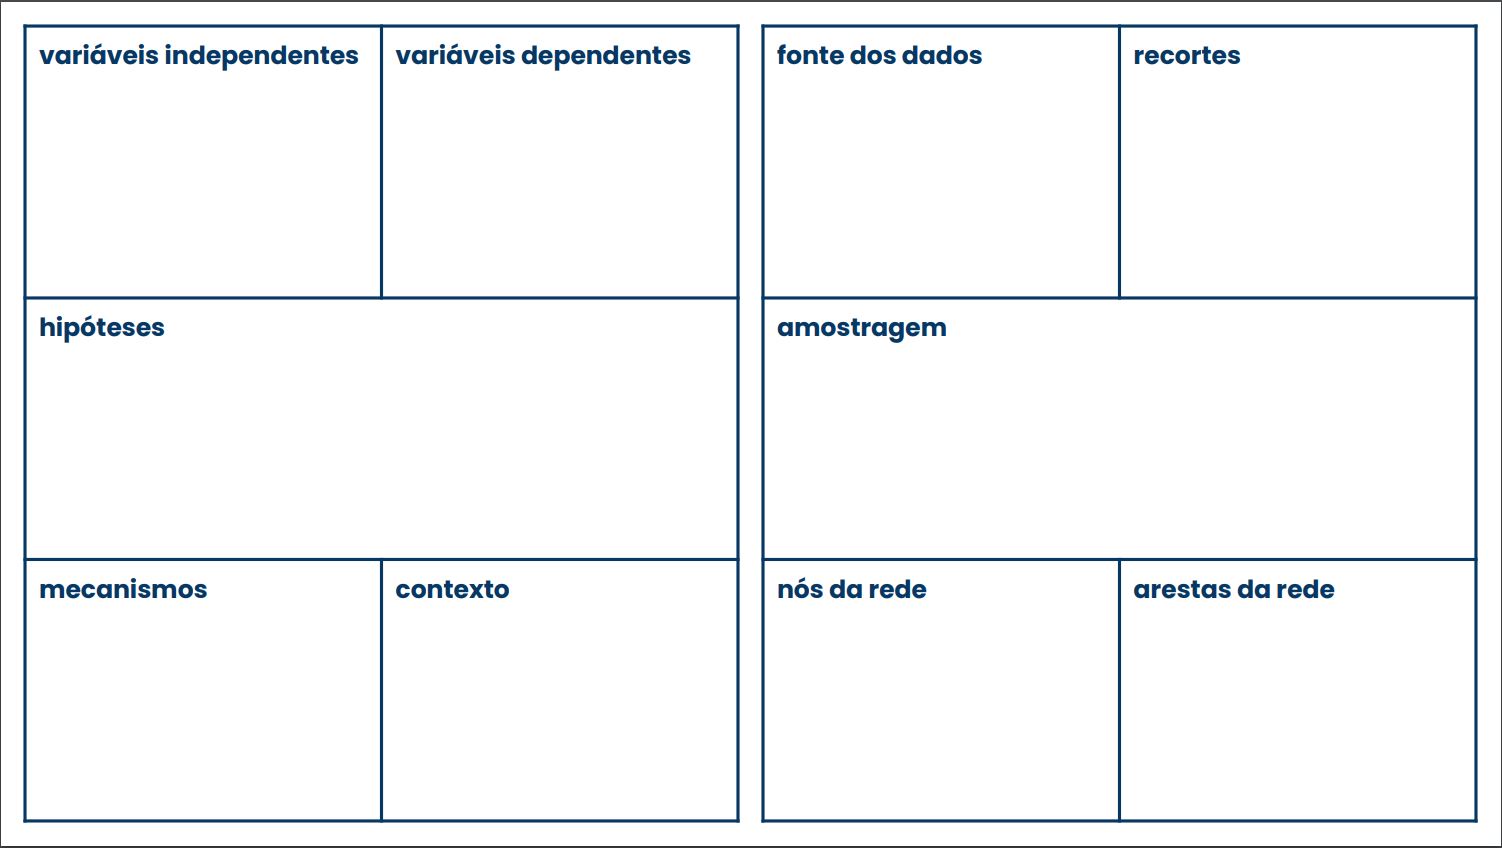 variáveis independentes
variáveis dependentes
hipóteses
mecanismos
contexto
fonte dos dados
recortes
amostragem
nós da rede
arestas da rede